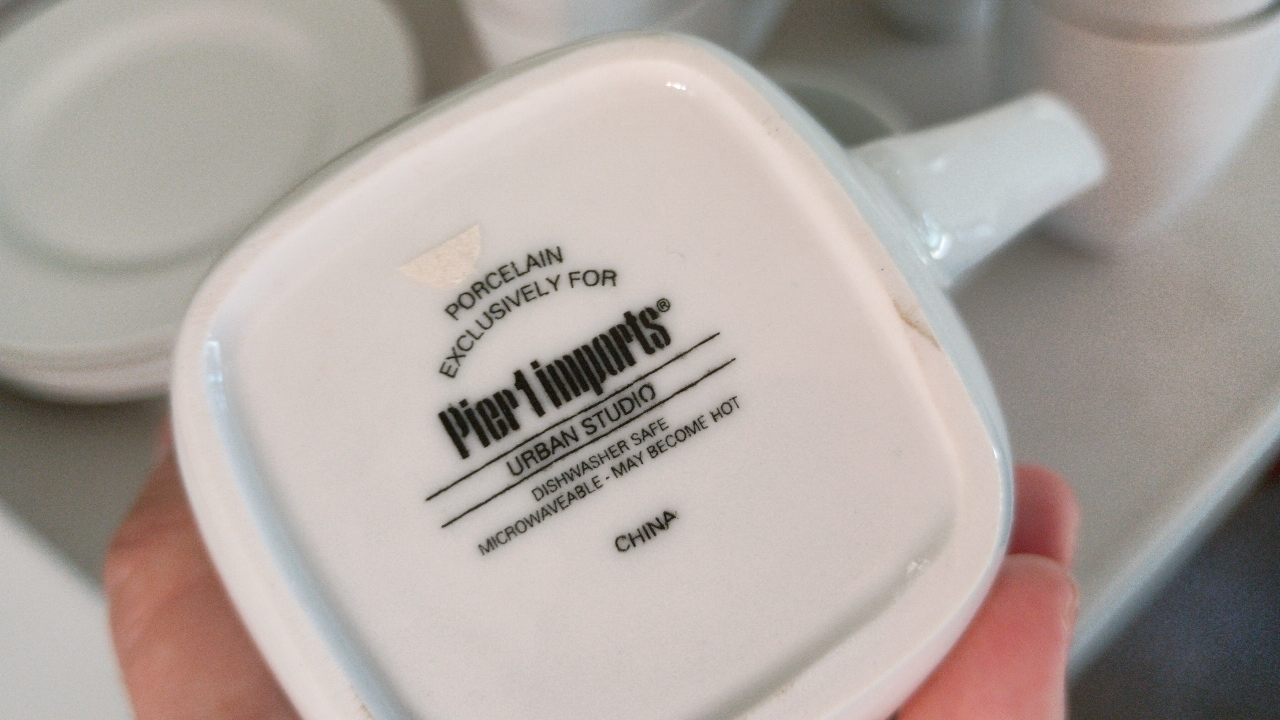 PORCELAIN
EXCLUSIVELY FOR
Pier 1 imports®
URBAN STUDIO
DISHWASHER SAFE
MICROWAVEABLE - MAY BECOME HOT
CHINA